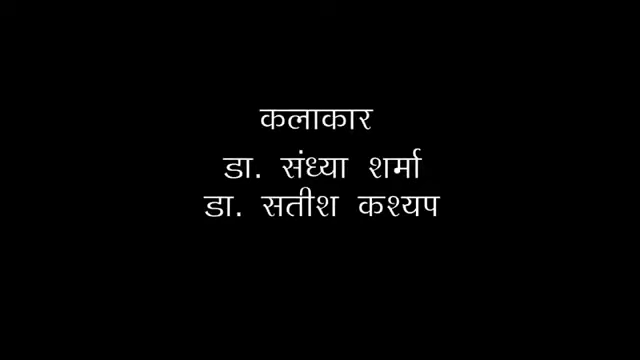 कलाकार
डा. संध्या शर्मा
डा. सतीश कश्यप